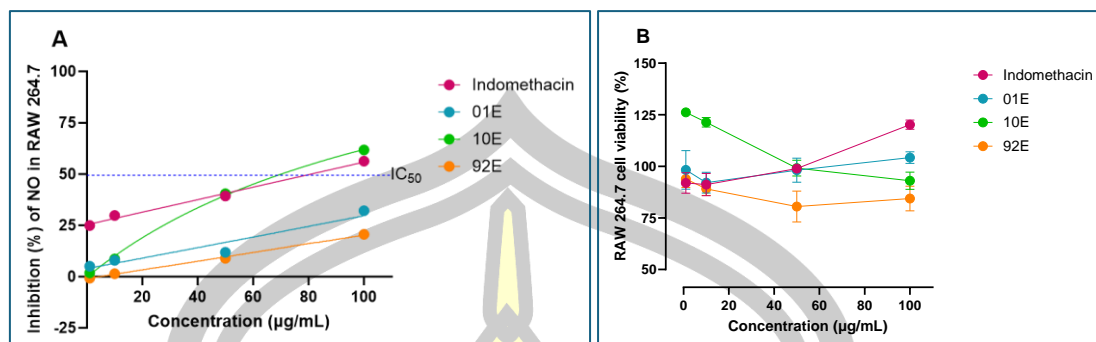 A
Inhibition (%) of NO in RAW 264.7
100
75
50
25
0
-25
20
40
60
80
100
Concentration (µg/mL)
IC50
Indomethacin
01E
10E
92E
B
RAW 264.7 cell viability (%)
150
125
100
75
50
0
20
40
60
80
100
Concentration (µg/mL)
Indomethacin
01E
10E
92E